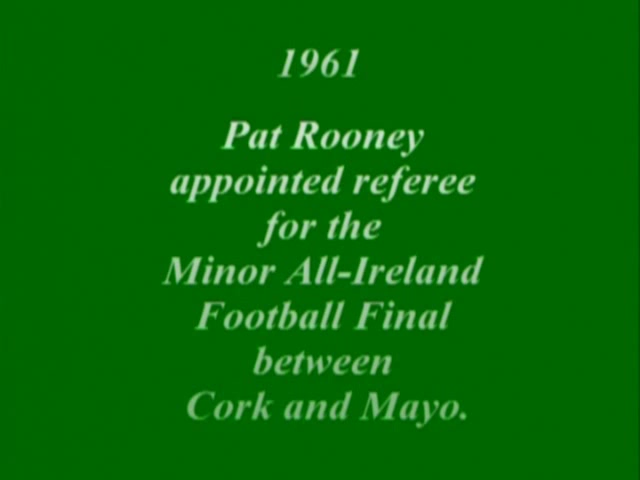 1961
Pat Rooney
appointed referee
for the
Minor All-Ireland
Football Final
between
Cork and Mayo.